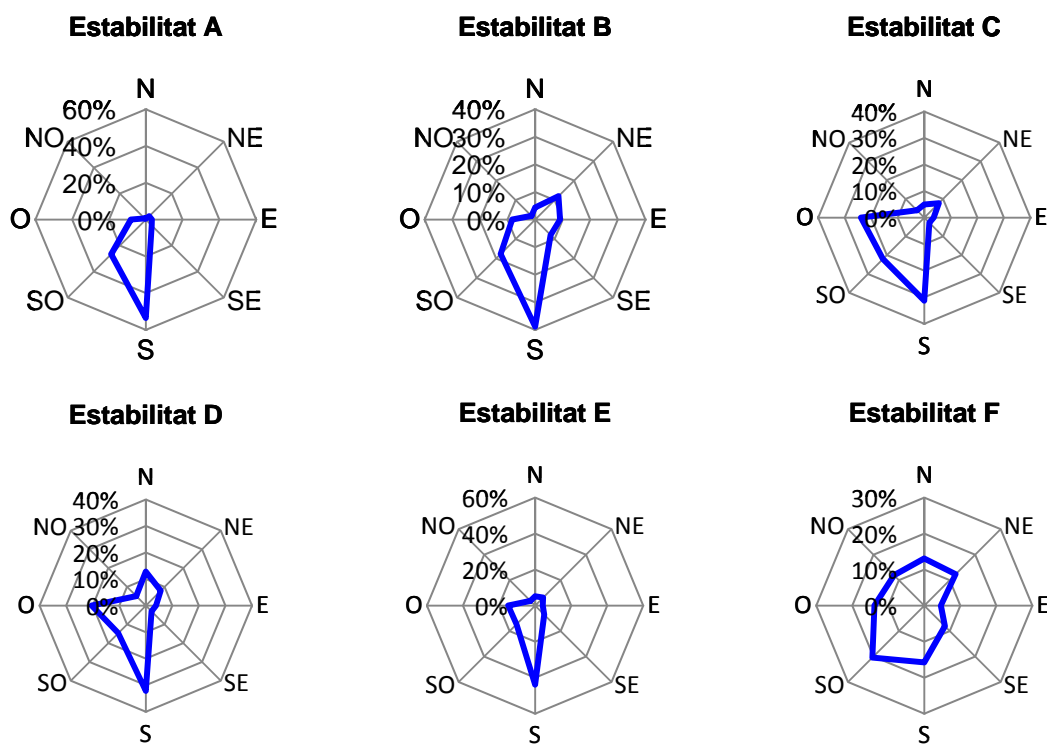 Estabilitat A
N
60%
NO
40%
NE
20%
O
0%
E
SO
SE
S
Estabilitat B
N
40%
NO
30%
NE
20%
10%
O
0%
E
SO
SE
S
Estabilitat C
N
40%
NO
30%
NE
20%
10%
O
0%
E
SO
SE
S
Estabilitat D
N
40%
NO
30%
NE
20%
10%
O
0%
E
SO
SE
S
Estabilitat E
N
60%
NO
40%
NE
20%
O
0%
E
SO
SE
S
Estabilitat F
N
30%
NO
20%
NE
10%
O
0%
E
SO
SE
S